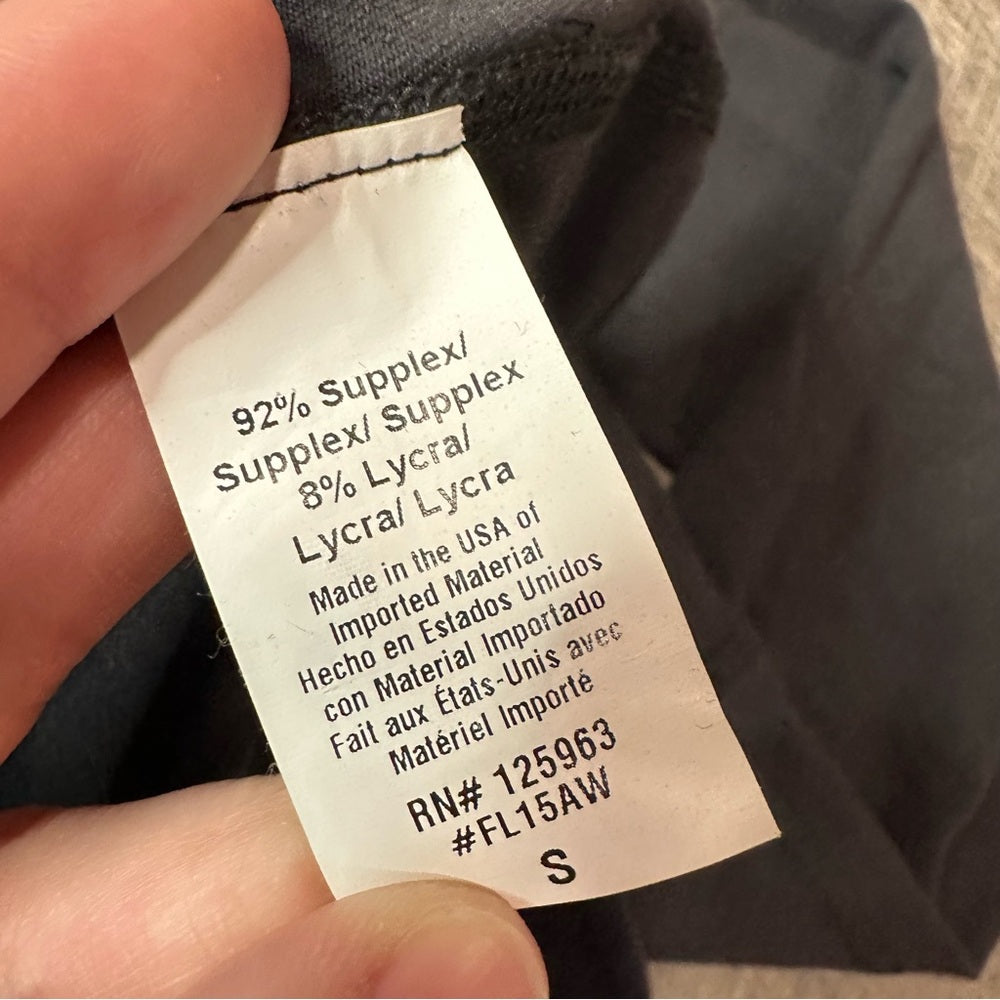 92% Supplex/
Supplex/ Supplex
8% Lycra/
Lycra/ Lycra
Made in the USA of
Imported Material
Hecho en Estados Unidos
con Material Importado
Fait aux États-Unis avec
Matériel Importé
RN# 125963
#FL15AW
S